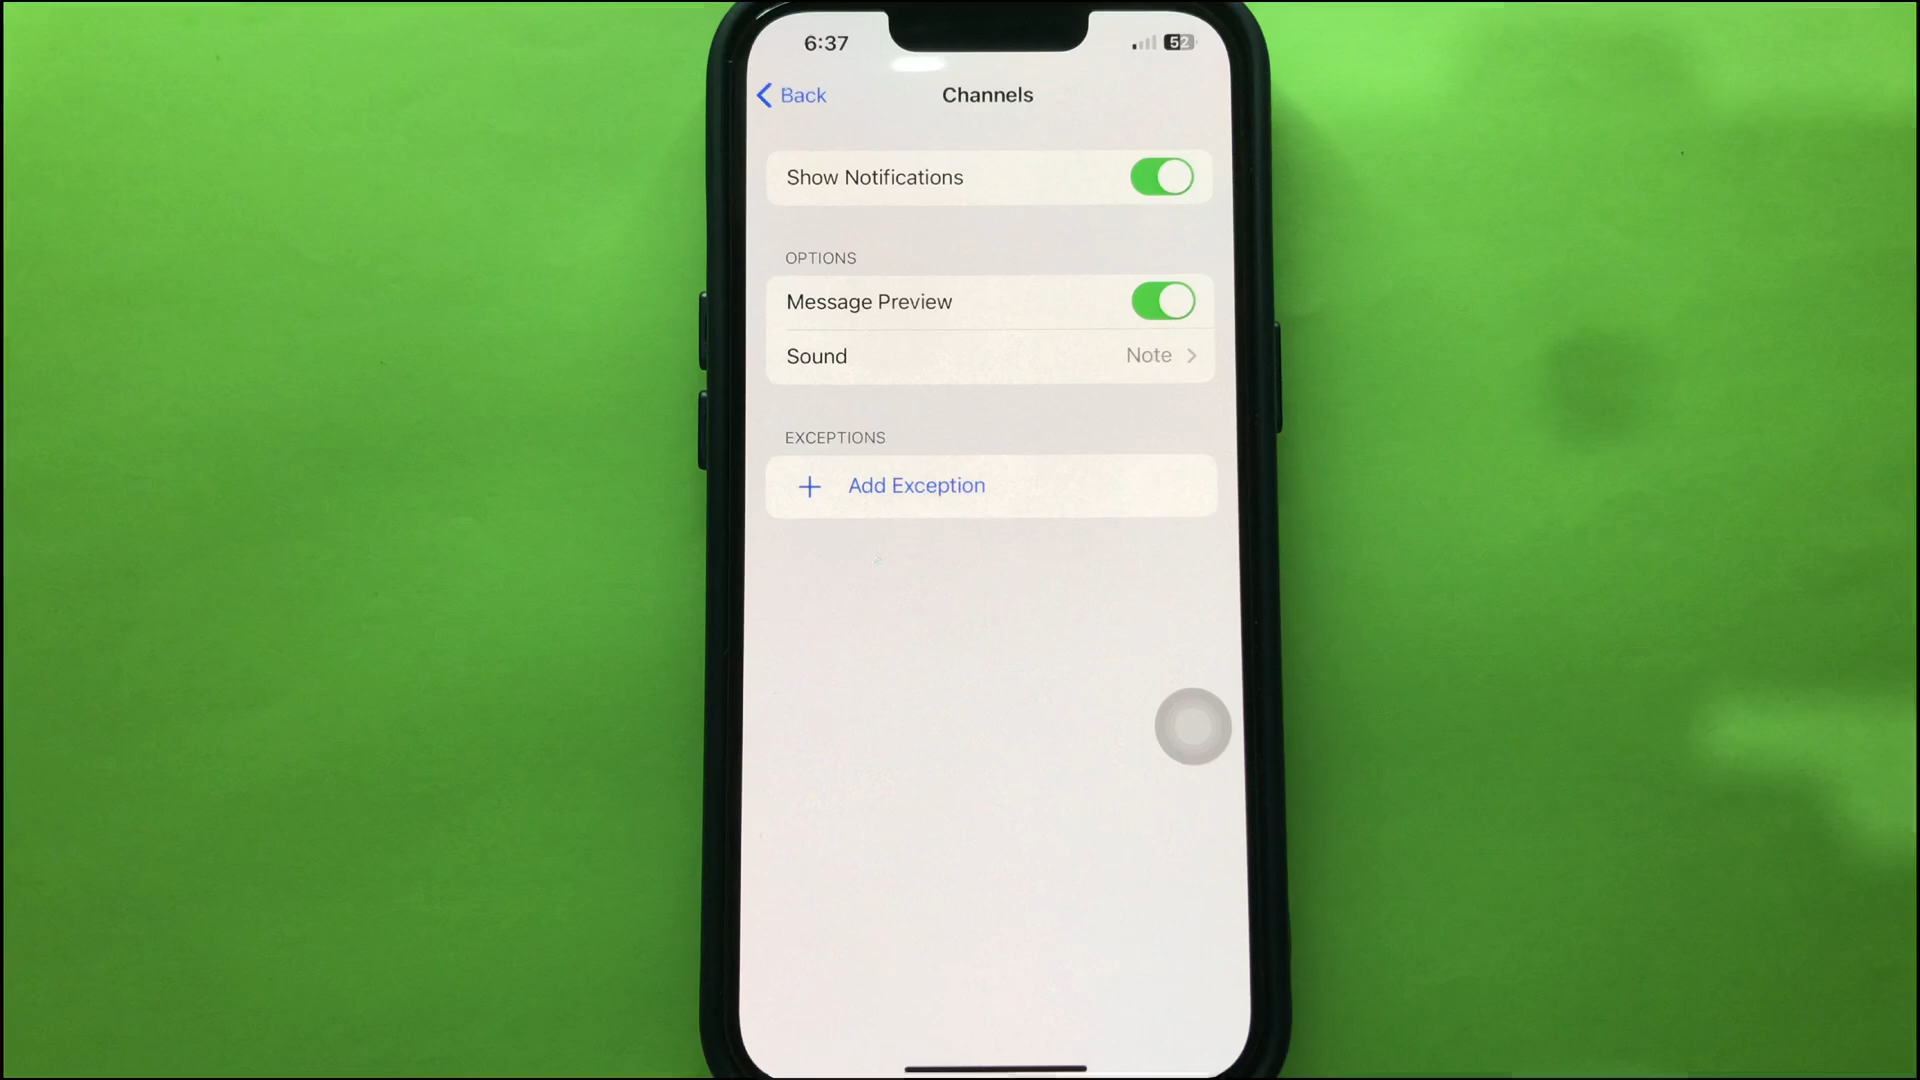 6:37
52
Back
Channels
Show Notifications
OPTIONS
Message Preview
Sound
Note
EXCEPTIONS
+ Add Exception